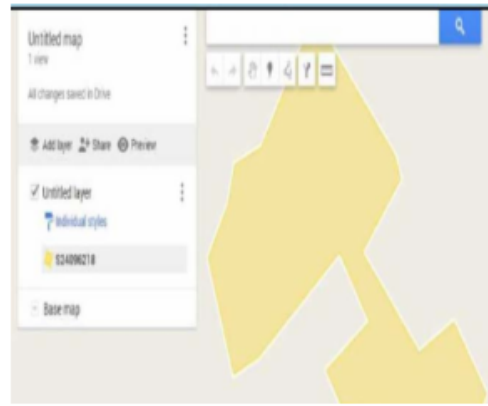 Untitled map
1 view
All changes saved in Drive
Add layer Share Preview
Untitled layer
Individual styles
S24096218
Base map